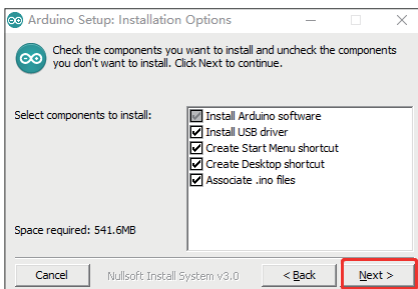 Arduino Setup: Installation Options
Check the components you want to install and uncheck the components
you don't want to install. Click Next to continue.
Select components to install:
Install Arduino software
Install USB driver
Create Start Menu shortcut
Create Desktop shortcut
Associate .ino files
Space required: 541.6MB
Cancel
Nullsoft Install System v3.0
< Back
Next >